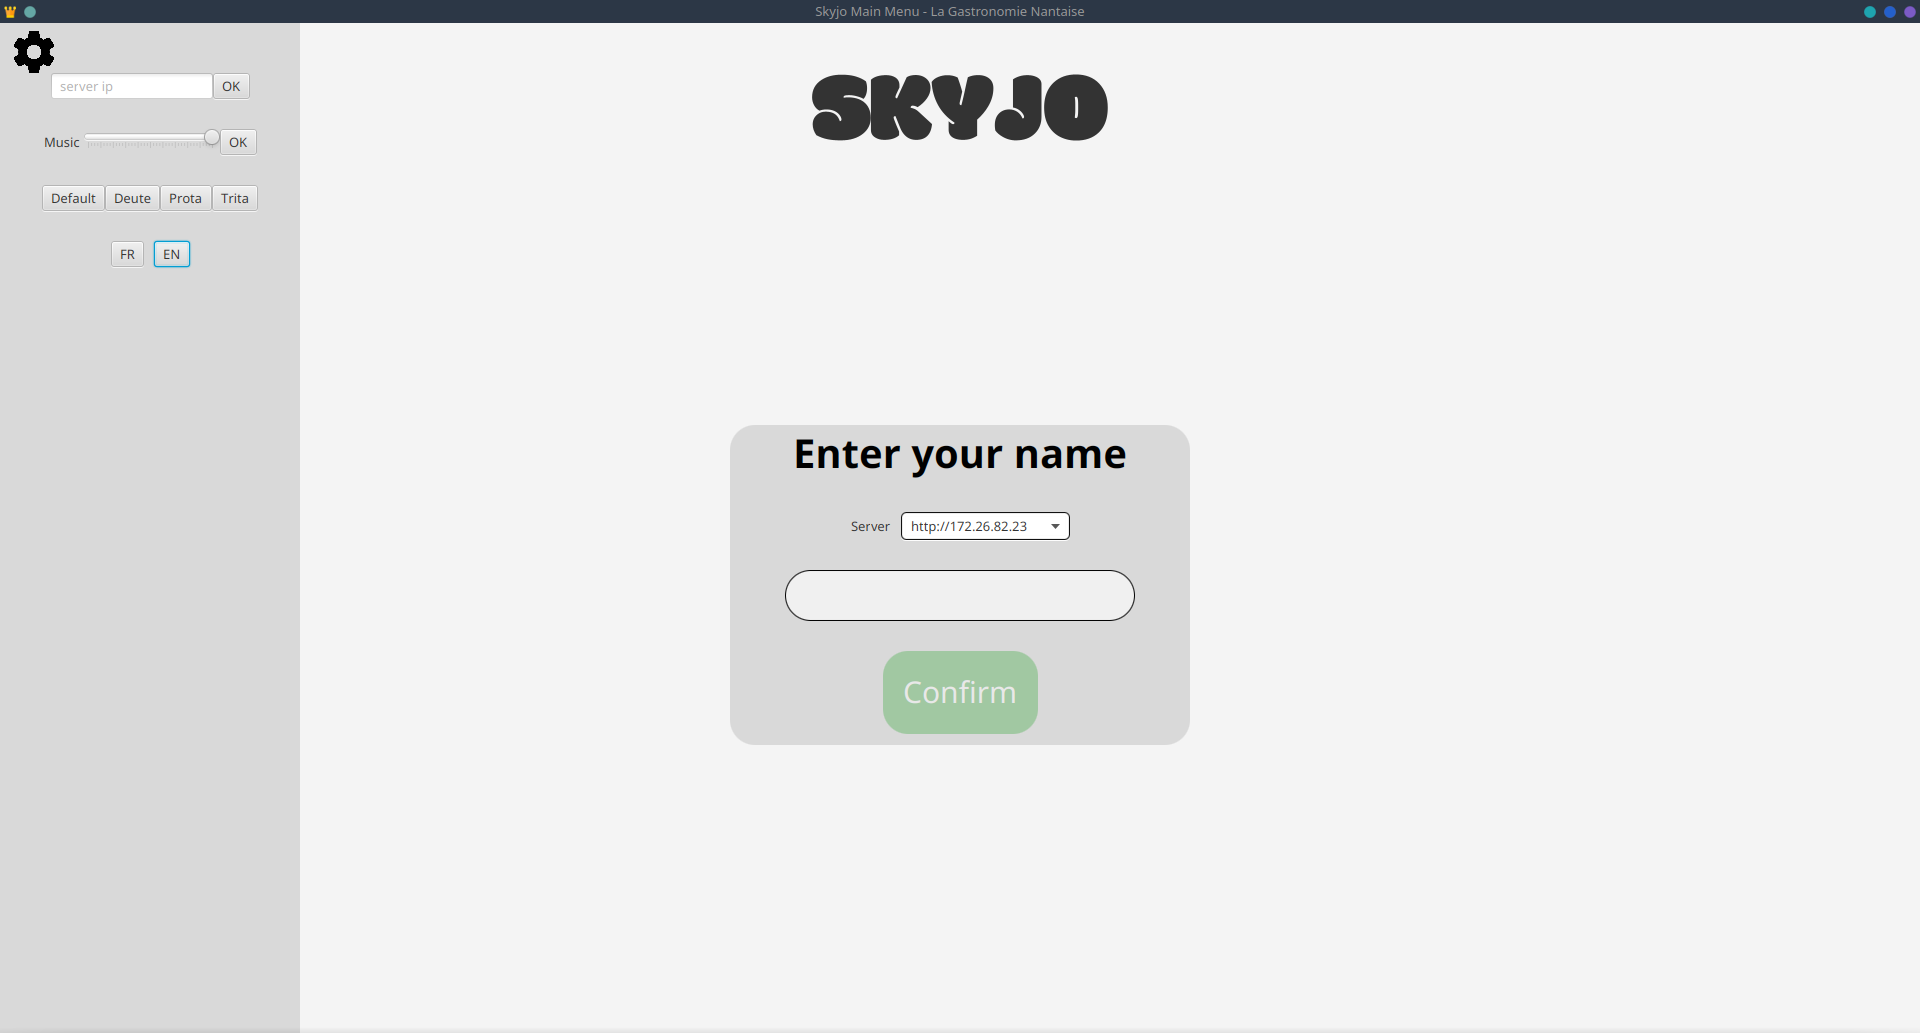 Skyjo Main Menu - La Gastronomie Nantaise
server ip OK
Music OK
Default Deute Prota Trita
FR EN
SKYJO
Enter your name
Server http://172.26.82.23
Confirm